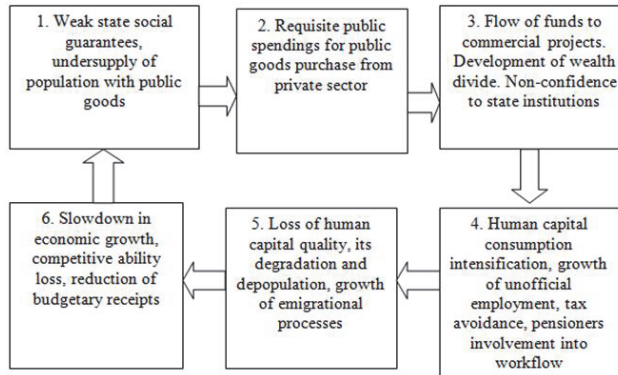 1. Weak state social
guarantees,
undersupply of
population with public
goods
2. Requisite public
spendings for public
goods purchase from
private sector
3. Flow of funds to
commercial projects.
Development of wealth
divide. Non-confidence
to state institutions
4. Human capital
consumption
intensification, growth of
unofficial
employment, tax
avoidance, pensioners
involvement into
workflow
5. Loss of human
capital quality, its
degradation and
depopulation, growth of
emigrational
processes
6. Slowdown in
economic growth,
competitive ability
loss, reduction of
budgetary receipts